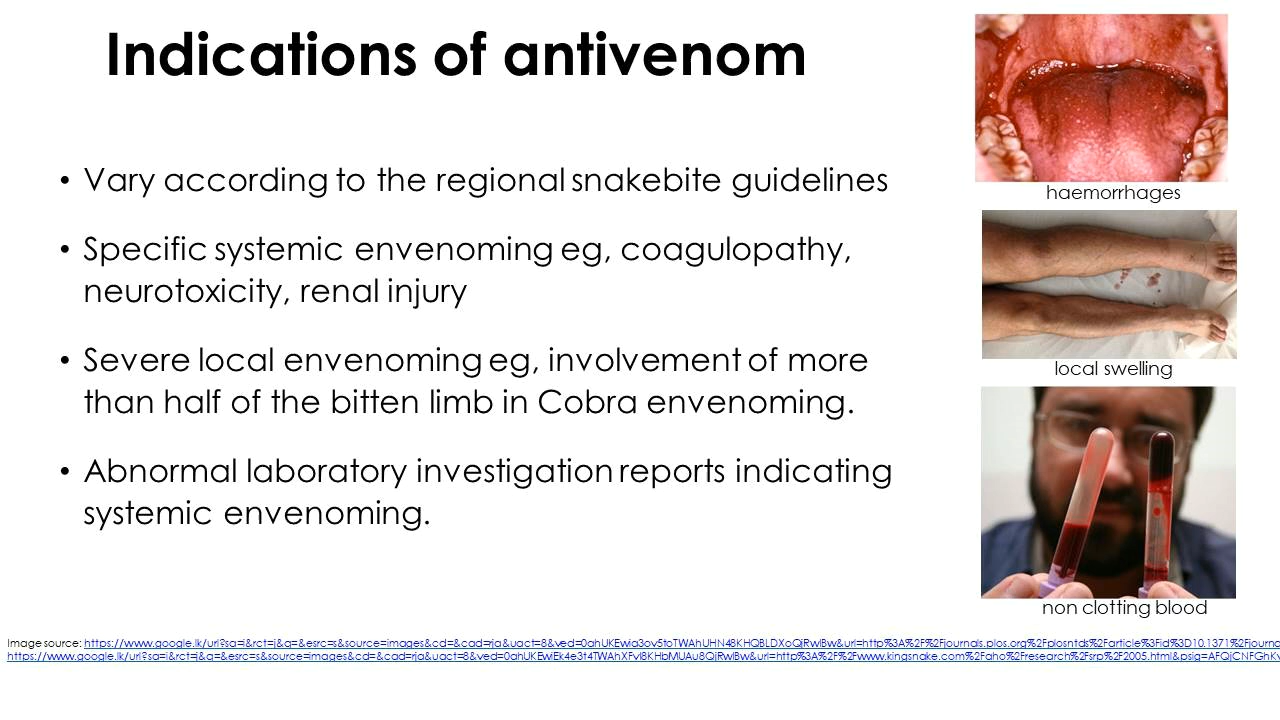 Indications of antivenom
• Vary according to the regional snakebite guidelines
• Specific systemic envenoming eg, coagulopathy,
neurotoxicity, renal injury
• Severe local envenoming eg, involvement of more
than half of the bitten limb in Cobra envenoming.
• Abnormal laboratory investigation reports indicating
systemic envenoming.
haemorrhages
local swelling
non clotting blood
Image source: